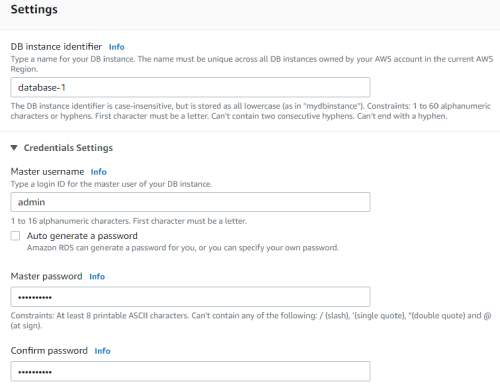 Settings
DB instance identifier Info
Type a name for your DB instance. The name must be unique across all DB instances owned by your AWS account in the current AWS
Region.
database-1
The DB instance identifier is case-insensitive, but is stored as all lowercase (as in "mydbinstance"). Constraints: 1 to 60 alphanumeric
characters or hyphens. First character must be a letter. Can't contain two consecutive hyphens. Can't end with a hyphen.
▼ Credentials Settings
Master username Info
Type a login ID for the master user of your DB instance.
admin
1 to 16 alphanumeric characters. First character must be a letter.
Auto generate a password
Amazon RDS can generate a password for you, or you can specify your own password.
Master password Info
••••••••••
Constraints: At least 8 printable ASCII characters. Can't contain any of the following: / (slash), '(single quote), "(double quote) and @
(at sign).
Confirm password Info
••••••••••